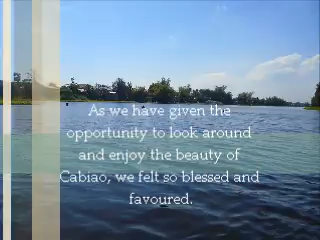 As we have given the
opportunity to look around
and enjoy the beauty of
Cabiao, we felt so blessed and
favoured.